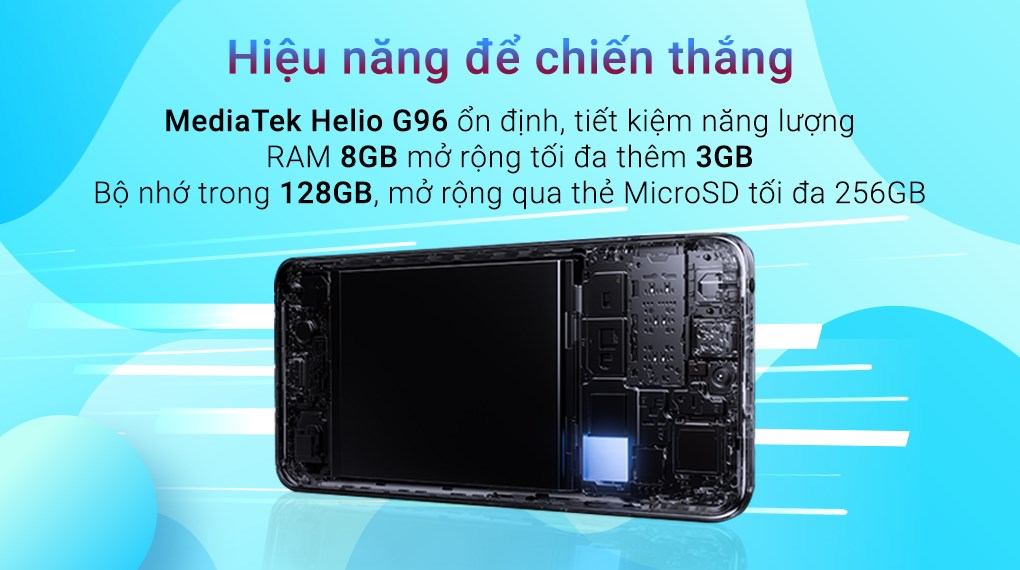 Hiệu năng để chiến thắng
MediaTek Helio G96 ổn định, tiết kiệm năng lượng
RAM 8GB mở rộng tối đa thêm 3GB
Bộ nhớ trong 128GB, mở rộng qua thẻ MicroSD tối đa 256GB